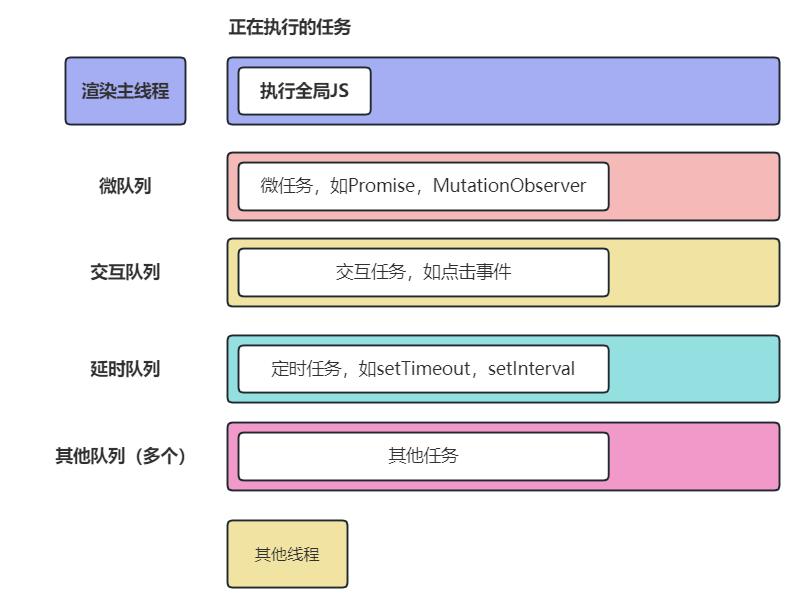 正在执行的任务
渲染主线程
执行全局JS
微队列
微任务，如Promise，MutationObserver
交互队列
交互任务，如点击事件
延时队列
定时任务，如setTimeout，setInterval
其他队列（多个）
其他任务
其他线程